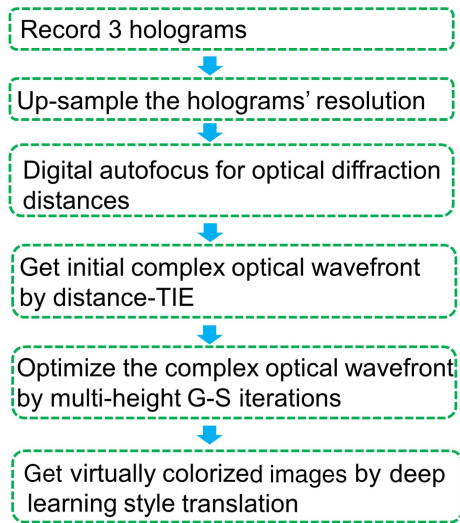 Record 3 holograms
Up-sample the holograms’ resolution
Digital autofocus for optical diffraction
distances
Get initial complex optical wavefront
by distance-TIE
Optimize the complex optical wavefront
by multi-height G-S iterations
Get virtually colorized images by deep
learning style translation